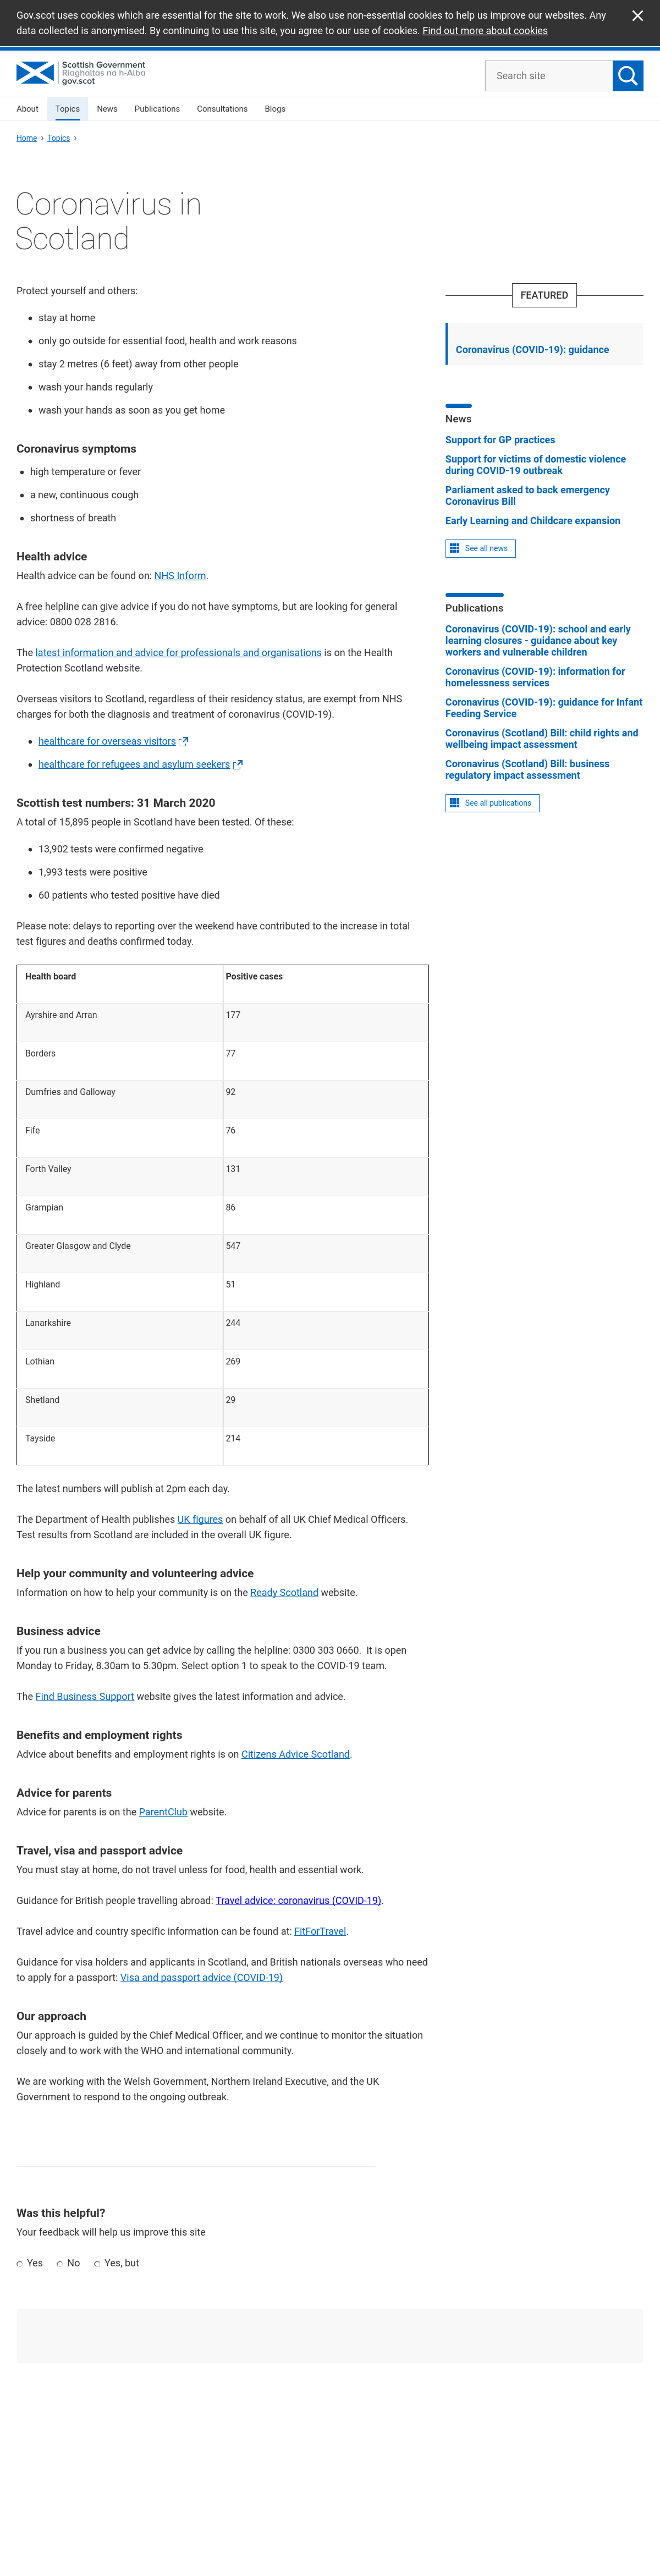 Gov.scot uses cookies which are essential for the site to work. We also use non-essential cookies to help us improve our websites. Any
data collected is anonymised. By continuing to use this site, you agree to our use of cookies. Find out more about cookies
Scottish Government
Riaghaltas na h-Alba
gov.scot
Search site
About
Topics
News
Publications
Consultations
Blogs
Home › Topics ›
Coronavirus in
Scotland
Protect yourself and others:
stay at home
only go outside for essential food, health and work reasons
stay 2 metres (6 feet) away from other people
wash your hands regularly
wash your hands as soon as you get home
Coronavirus symptoms
high temperature or fever
a new, continuous cough
shortness of breath
Health advice
Health advice can be found on: NHS Inform.
A free helpline can give advice if you do not have symptoms, but are looking for general
advice: 0800 028 2816.
The latest information and advice for professionals and organisations is on the Health
Protection Scotland website.
Overseas visitors to Scotland, regardless of their residency status, are exempt from NHS
charges for both the diagnosis and treatment of coronavirus (COVID-19).
healthcare for overseas visitors
healthcare for refugees and asylum seekers
Scottish test numbers: 31 March 2020
A total of 15,895 people in Scotland have been tested. Of these:
13,902 tests were confirmed negative
1,993 tests were positive
60 patients who tested positive have died
Please note: delays to reporting over the weekend have contributed to the increase in total
test figures and deaths confirmed today.
Health board Positive cases
Ayrshire and Arran 177
Borders 77
Dumfries and Galloway 92
Fife 76
Forth Valley 131
Grampian 86
Greater Glasgow and Clyde 547
Highland 51
Lanarkshire 244
Lothian 269
Shetland 29
Tayside 214
The latest numbers will publish at 2pm each day.
The Department of Health publishes UK figures on behalf of all UK Chief Medical Officers.
Test results from Scotland are included in the overall UK figure.
Help your community and volunteering advice
Information on how to help your community is on the Ready Scotland website.
Business advice
If you run a business you can get advice by calling the helpline: 0300 303 0660.  It is open
Monday to Friday, 8.30am to 5.30pm. Select option 1 to speak to the COVID-19 team.
The Find Business Support website gives the latest information and advice.
Benefits and employment rights
Advice about benefits and employment rights is on Citizens Advice Scotland.
Advice for parents
Advice for parents is on the ParentClub website.
Travel, visa and passport advice
You must stay at home, do not travel unless for food, health and essential work.
Guidance for British people travelling abroad: Travel advice: coronavirus (COVID-19).
Travel advice and country specific information can be found at: FitForTravel.
Guidance for visa holders and applicants in Scotland, and British nationals overseas who need
to apply for a passport: Visa and passport advice (COVID-19)
Our approach
Our approach is guided by the Chief Medical Officer, and we continue to monitor the situation
closely and to work with the WHO and international community.
We are working with the Welsh Government, Northern Ireland Executive, and the UK
Government to respond to the ongoing outbreak.
FEATURED
Coronavirus (COVID-19): guidance
News
Support for GP practices
Support for victims of domestic violence
during COVID-19 outbreak
Parliament asked to back emergency
Coronavirus Bill
Early Learning and Childcare expansion
See all news
Publications
Coronavirus (COVID-19): school and early
learning closures - guidance about key
workers and vulnerable children
Coronavirus (COVID-19): information for
homelessness services
Coronavirus (COVID-19): guidance for Infant
Feeding Service
Coronavirus (Scotland) Bill: child rights and
wellbeing impact assessment
Coronavirus (Scotland) Bill: business
regulatory impact assessment
See all publications
Was this helpful?
Your feedback will help us improve this site
Yes
No
Yes, but